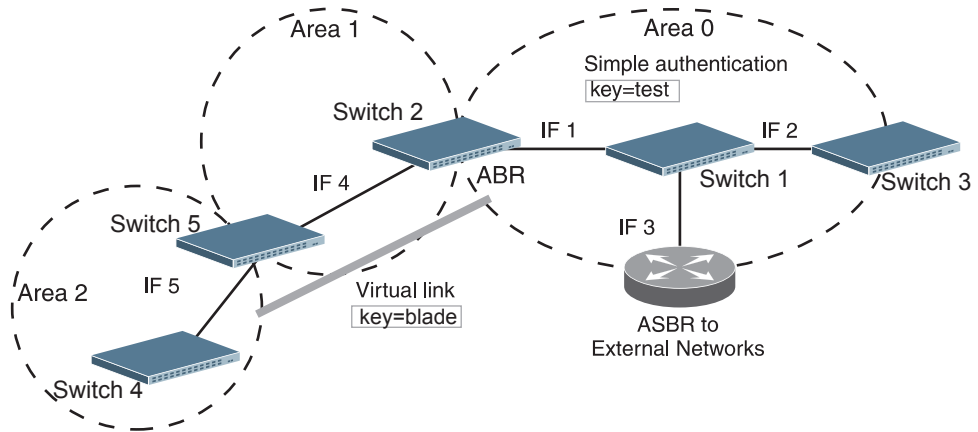 Area 1
Area 0
Simple authentication
key=test
Switch 2
IF 1
IF 2
ABR
Switch 1
Switch 3
IF 4
Switch 5
IF 3
Area 2
IF 5
Virtual link
key=blade
Switch 4
ASBR to
External Networks